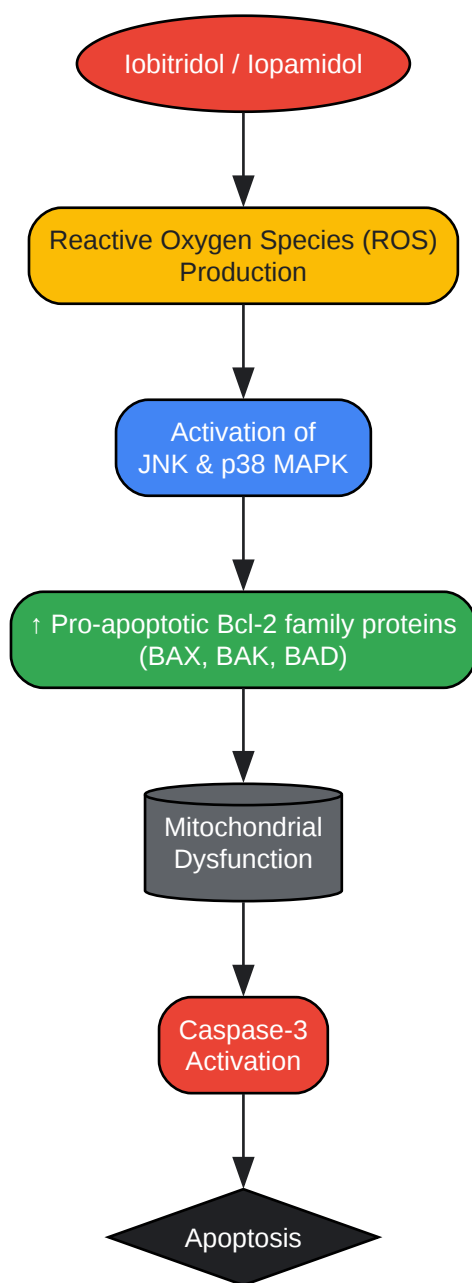 Iobitridol / Iopamidol
Reactive Oxygen Species (ROS)
Production
Activation of
JNK & p38 MAPK
↑ Pro-apoptotic Bcl-2 family proteins
(BAX, BAK, BAD)
Mitochondrial
Dysfunction
Caspase-3
Activation
Apoptosis